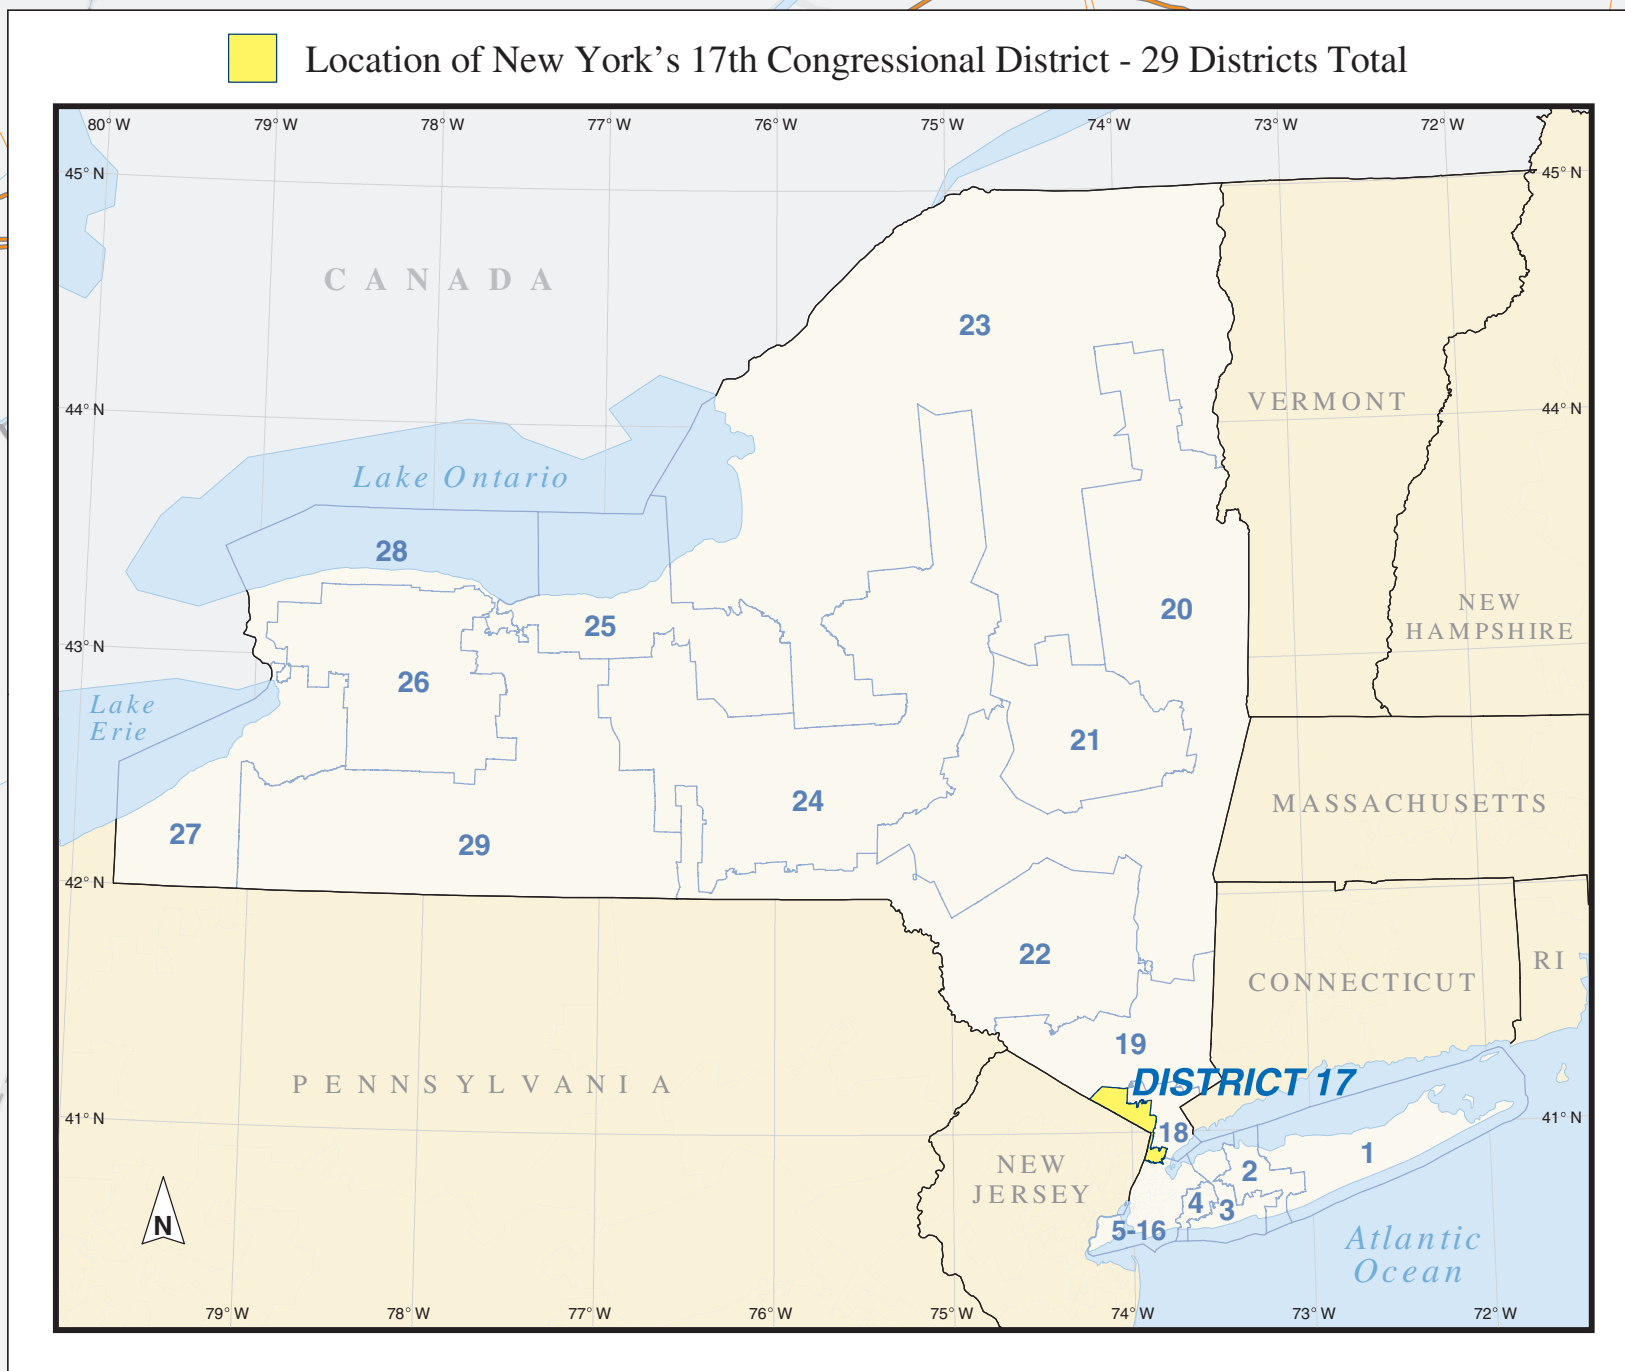 Location of New York’s 17th Congressional District - 29 Districts Total
80° W 79° W 78° W 77° W 76° W 75° W 74° W 73° W 72° W
45° N 45° N
CANADA
23
VERMONT
44° N 44° N
Lake Ontario
28
NEW
HAMPSHIRE
20
25
43° N
26
Lake
Erie
21
24
MASSACHUSETTS
27
29
42° N
22
RI
CONNECTICUT
19
DISTRICT 17
PENNSYLVANIA
41° N 41° N
18
1
NEW
JERSEY
2
4
3
5-16
N
Atlantic
Ocean
79° W 78° W 77° W 76° W 75° W 74° W 73° W 72° W